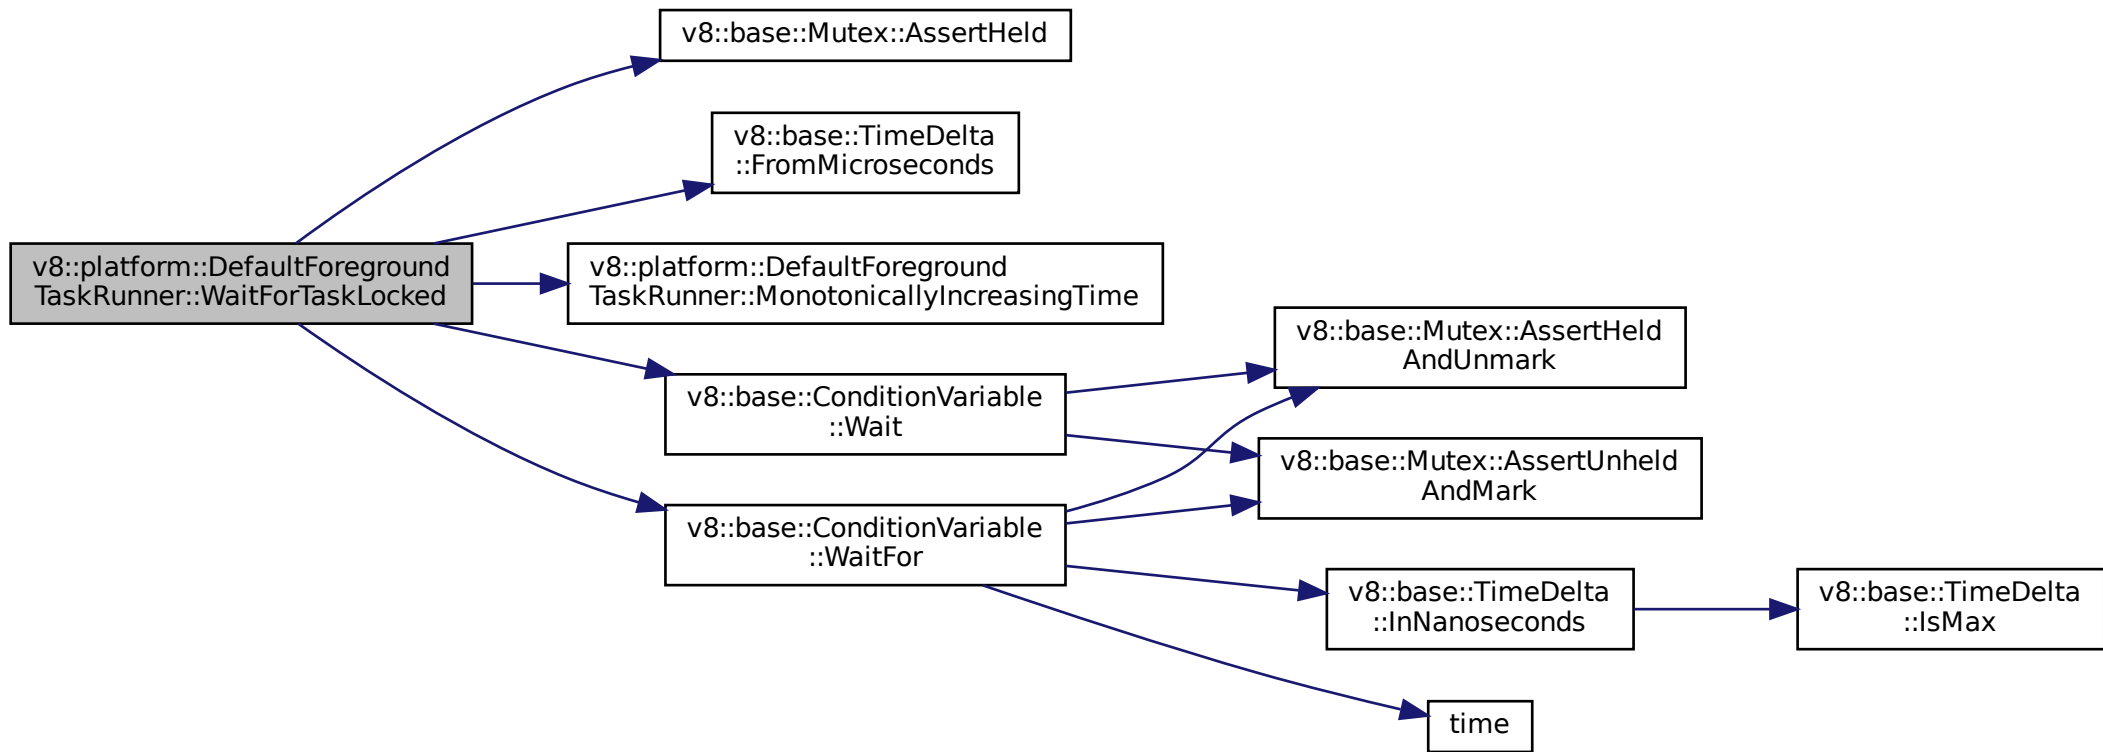 v8::base::Mutex::AssertHeld
v8::base::TimeDelta
::FromMicroseconds
v8::platform::DefaultForeground
TaskRunner::WaitForTaskLocked
v8::platform::DefaultForeground
TaskRunner::MonotonicallyIncreasingTime
v8::base::ConditionVariable
::Wait
v8::base::Mutex::AssertHeld
AndUnmark
v8::base::Mutex::AssertUnheld
AndMark
v8::base::ConditionVariable
::WaitFor
v8::base::TimeDelta
::InNanoseconds
v8::base::TimeDelta
::IsMax
time